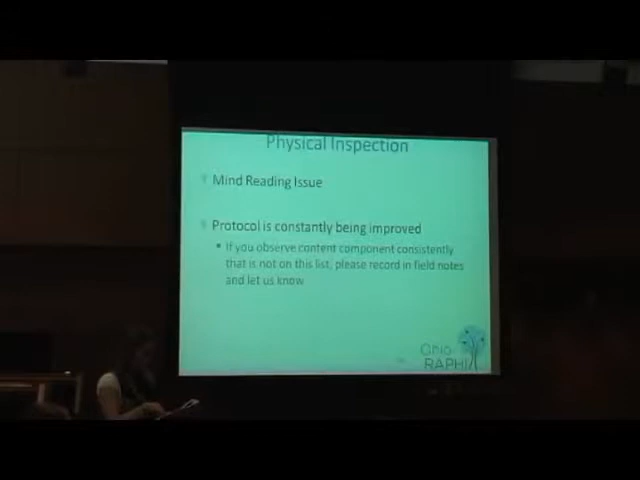 Physical Inspection
Mind Reading Issue
Protocol is constantly being improved
If you observe content component consistently
that is not on this list, please record in field notes
and let us know
Ohio
RAPHI